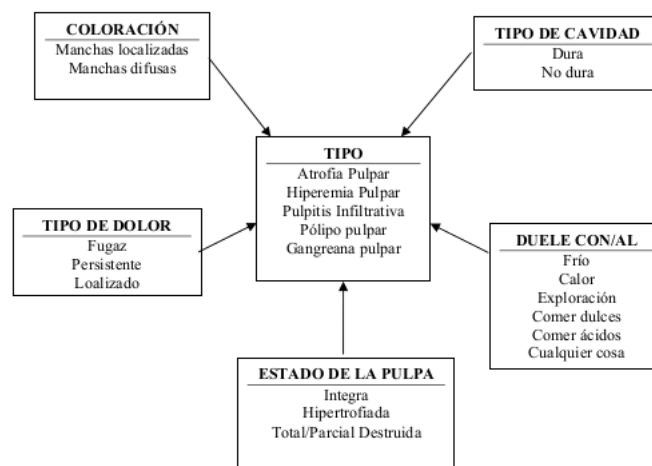 COLORACIÓN
Manchas localizadas
Manchas difusas
TIPO DE CAVIDAD
Dura
No dura
TIPO
Atrofia Pulpar
Hiperemia Pulpar
Pulpitis Infiltrativa
Pólipo pulpar
Gangreana pulpar
TIPO DE DOLOR
Fugaz
Persistente
Loalizado
DUELE CON/AL
Frío
Calor
Exploración
Comer dulces
Comer ácidos
Cualquier cosa
ESTADO DE LA PULPA
Integra
Hipertrofiada
Total/Parcial Destruida